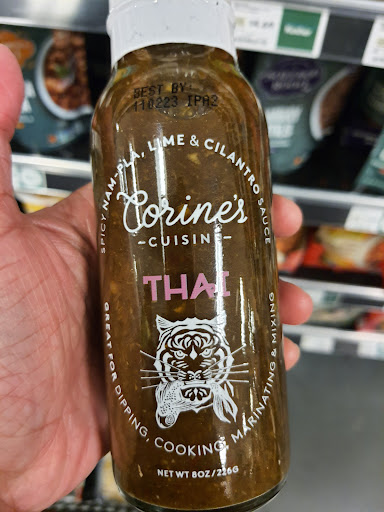 BEST BY:
110223 IPA3
SPICY NAM-PLA, LIME & CILANTRO SAUCE
Corine's
-CUISINE-
THAI
GREAT FOR DIPPING, COOKING, MARINATING & MIXING
NET WT 8OZ/226G